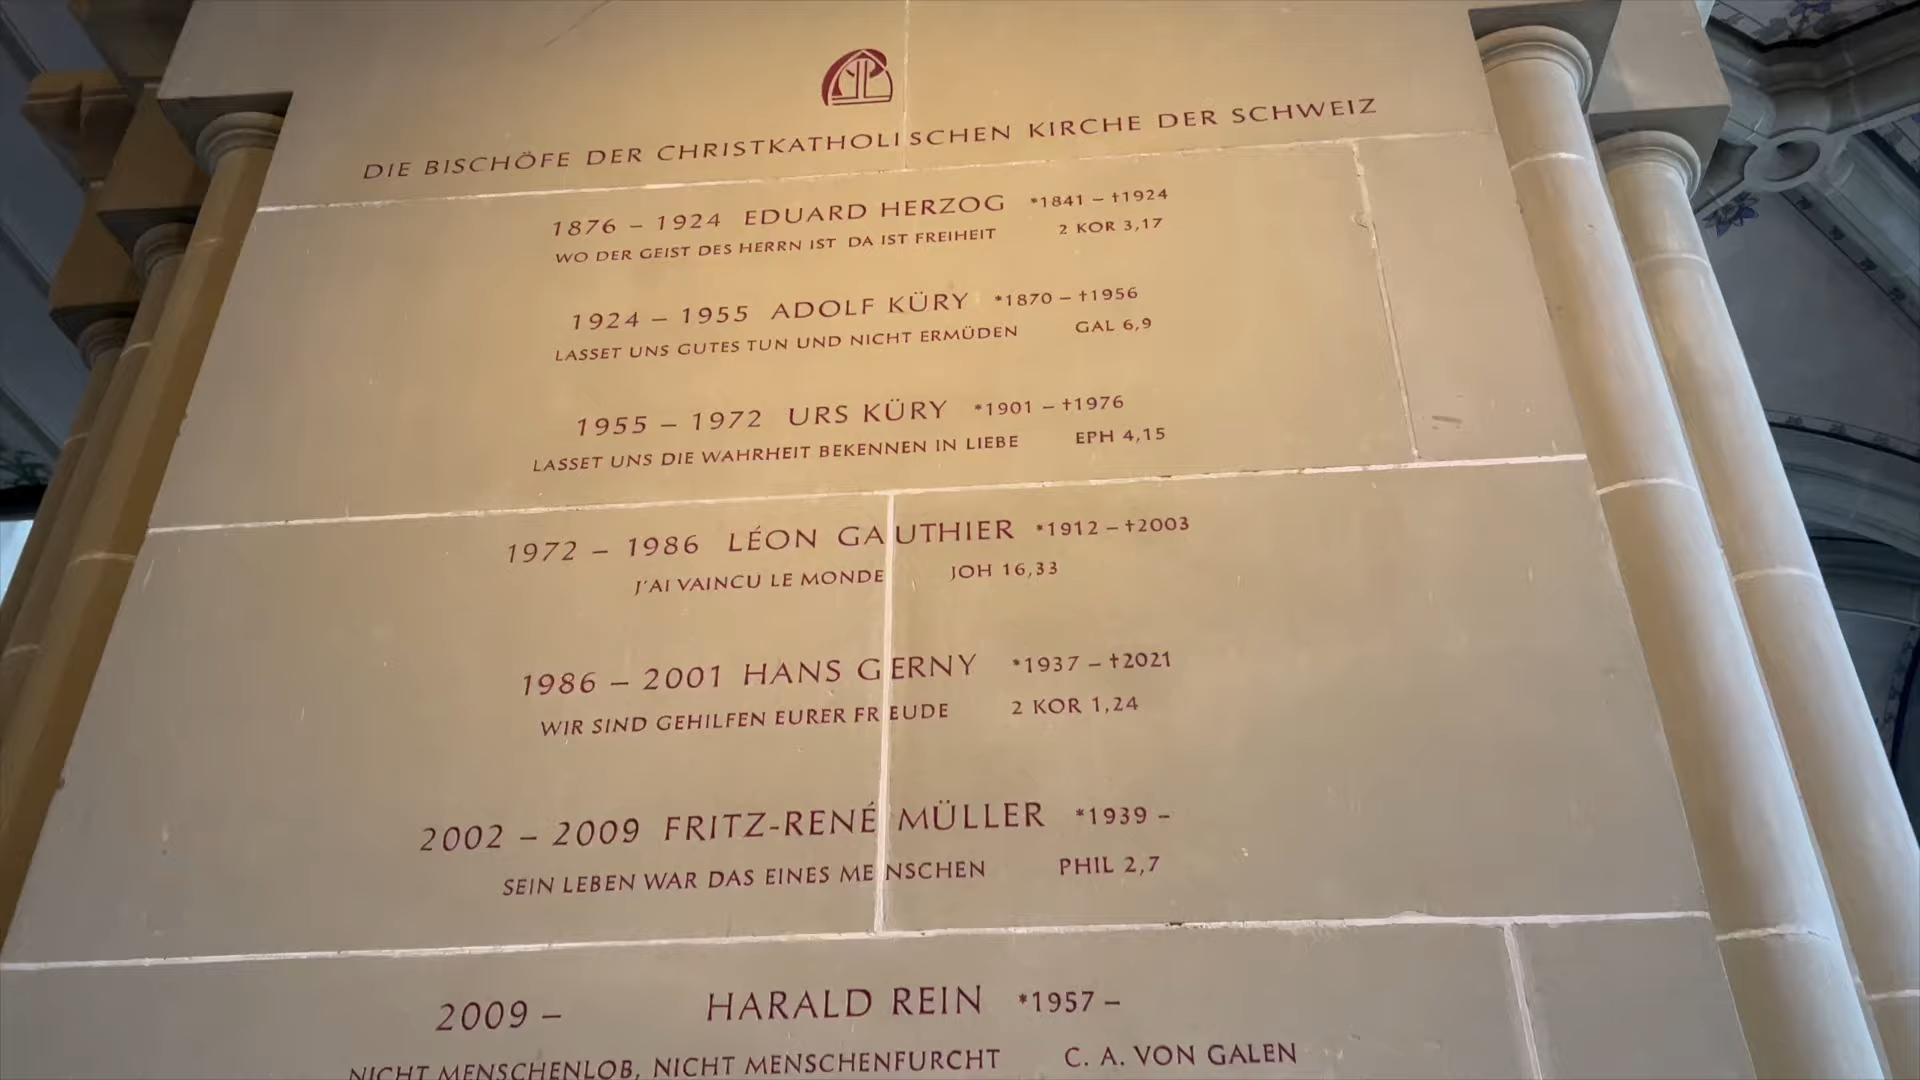 DIE BISCHÖFE DER CHRISTKATHOLISCHEN KIRCHE DER SCHWEIZ
1876 – 1924 EDUARD HERZOG *1841 – †1924
WO DER GEIST DES HERRN IST DA IST FREIHEIT 2 KOR 3,17
1924 – 1955 ADOLF KÜRY *1870 – †1956
LASSET UNS GUTES TUN UND NICHT ERMÜDEN GAL 6,9
1955 – 1972 URS KÜRY *1901 – †1976
LASSET UNS DIE WAHRHEIT BEKENNEN IN LIEBE EPH 4,15
1972 – 1986 LÉON GAUTHIER *1912 – †2003
J'AI VAINCU LE MONDE JOH 16,33
1986 – 2001 HANS GERNY *1937 – †2021
WIR SIND GEHILFEN EURER FREUDE 2 KOR 1,24
2002 – 2009 FRITZ-RENÉ MÜLLER *1939 –
SEIN LEBEN WAR DAS EINES MENSCHEN PHIL 2,7
2009 – HARALD REIN *1957 –
NICHT MENSCHENLOB, NICHT MENSCHENFURCHT C. A. VON GALEN